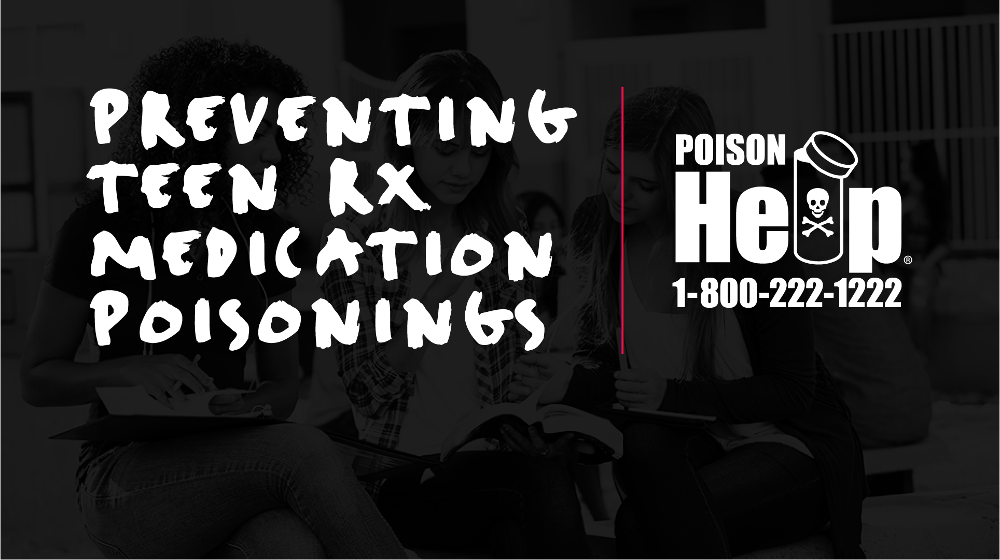 PREVENTING
TEEN RX
MEDICATION
POISONINGS
POISON
Help®
1-800-222-1222